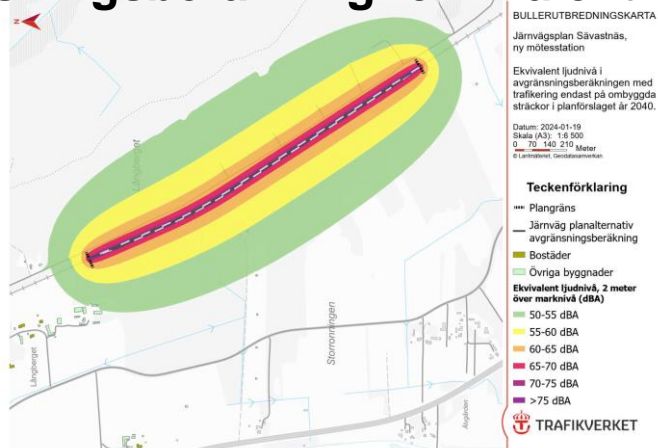 BULLERUTBREDNINGSKARTA
Järnvägsplan Sävastnäs,
ny mötesstation
Ekvivalent ljudnivå i
avgränsningsberäkningen med
trafikering endast på ombyggda
sträckor i planförslaget år 2040.
Datum: 2024-01-19
Skala (A3): 1:6 500
0 70 140 210 Meter
© Lantmäteriet, Geodatasamverkan
Teckenförklaring
Plangräns
Järnväg planalternativ
avgränsningsberäkning
Bostäder
Övriga byggnader
Ekvivalent ljudnivå, 2 meter
över marknivå (dBA)
50-55 dBA
55-60 dBA
60-65 dBA
65-70 dBA
70-75 dBA
>75 dBA
TRAFIKVERKET
N
Långberget
Långberget
Storronningen